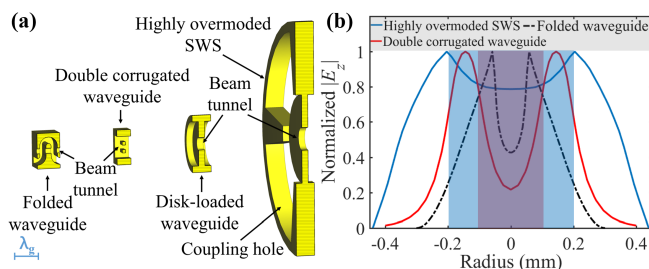 (a)
Highly overmoded
SWS
Double corrugated
waveguide
Beam
tunnel
Beam
tunnel
Folded
waveguide
Disk-loaded
waveguide
Coupling hole
λg
(b)
Highly overmoded SWS
Folded waveguide
Double corrugated waveguide
Normalized |Ez|
1
0.8
0.6
0.4
0.2
0
-0.4
-0.2
0
0.2
0.4
Radius (mm)